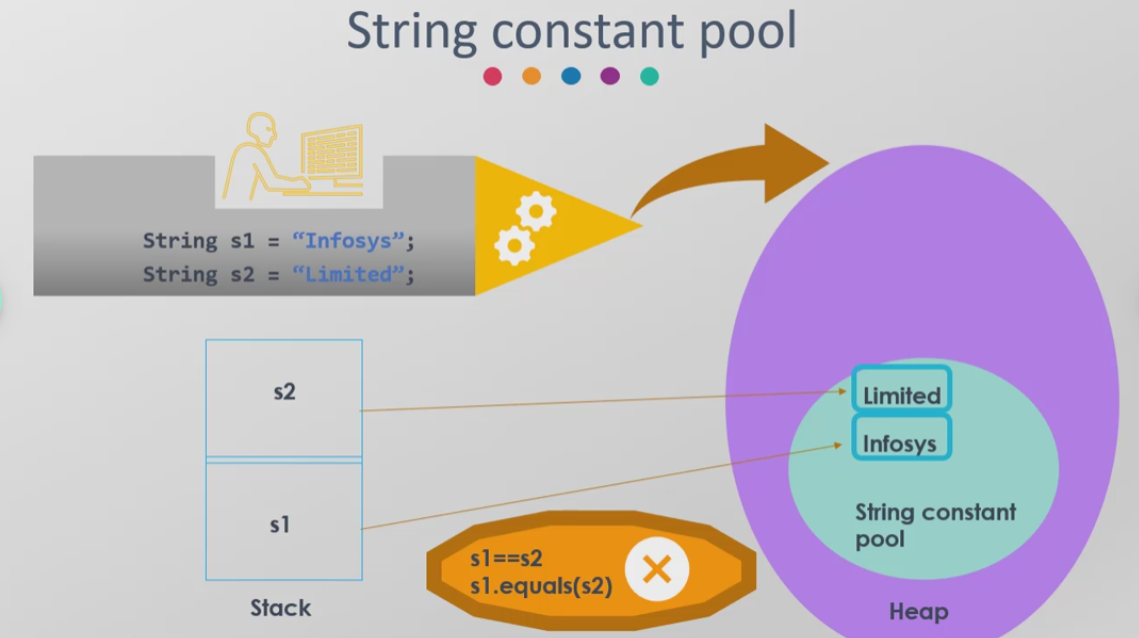 String constant pool
String s1 = “Infosys”;
String s2 = “Limited”;
s2
s1
Stack
Limited
Infosys
String constant
pool
Heap
s1==s2
s1.equals(s2)